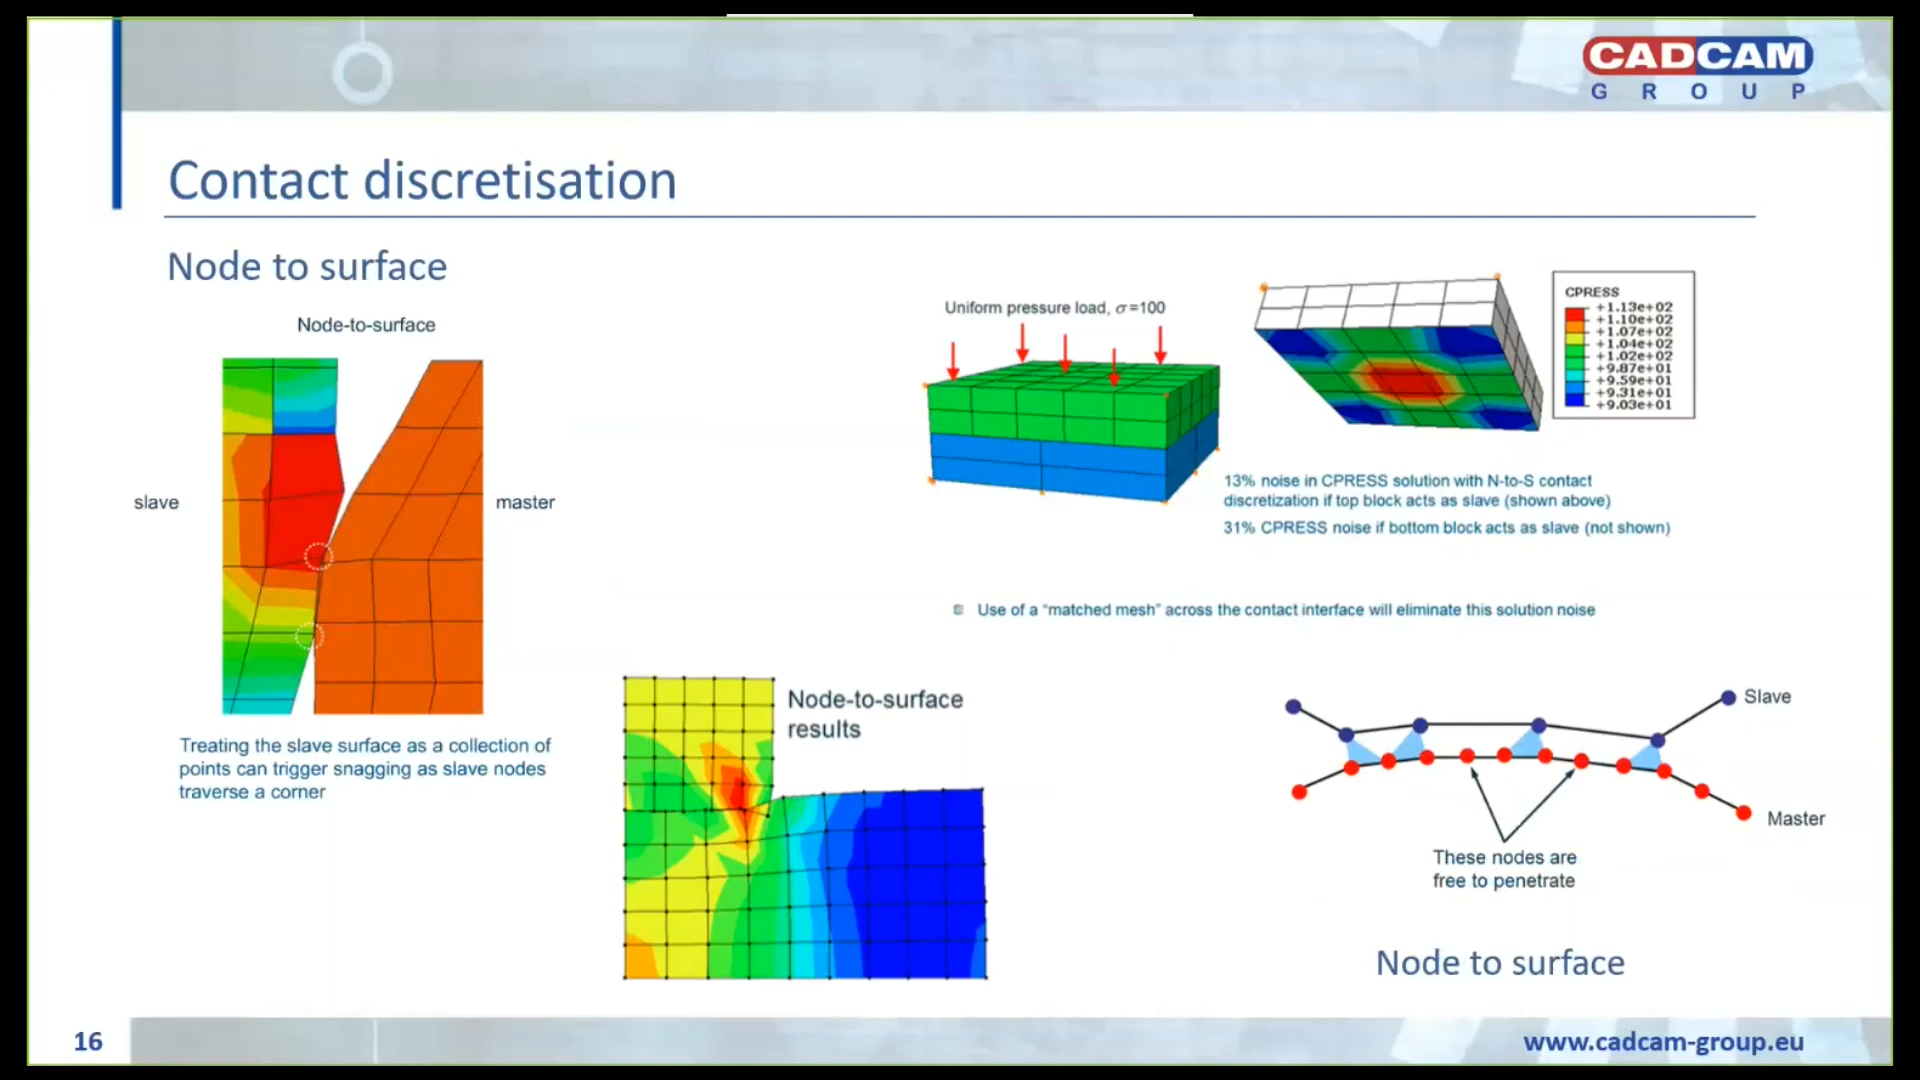 CADCAM
GROUP
Contact discretisation
Node to surface
Node-to-surface
slave
master
Treating the slave surface as a collection of
points can trigger snagging as slave nodes
traverse a corner
Uniform pressure load, σ=100
CPRESS
+1.13e+02
+1.10e+02
+1.07e+02
+1.04e+02
+1.02e+02
+9.87e+01
+9.59e+01
+9.31e+01
+9.03e+01
13% noise in CPRESS solution with N-to-S contact
discretization if top block acts as slave (shown above)
31% CPRESS noise if bottom block acts as slave (not shown)
Use of a “matched mesh” across the contact interface will eliminate this solution noise
Node-to-surface
results
Slave
Master
These nodes are
free to penetrate
Node to surface
16
www.cadcam-group.eu